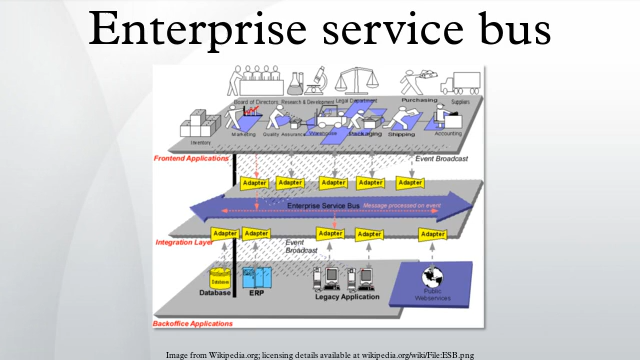 Enterprise service bus
Board of Directors
Research & Development
Legal Department
Purchasing
Suppliers
Inventory
Marketing
Quality Assurance
Warehouse
Packaging
Shipping
Accounting
Frontend Applications
Event Broadcast
Adapter
Adapter
Adapter
Adapter
Adapter
Enterprise Service Bus
Message processed on event
Adapter
Adapter
Adapter
Adapter
Adapter
Integration Layer
Event
Broadcast
Database
Database
ERP
Legacy Application
Public
Webservices
Backoffice Applications
Image from Wikipedia.org; licensing details available at wikipedia.org/wiki/File:ESB.png